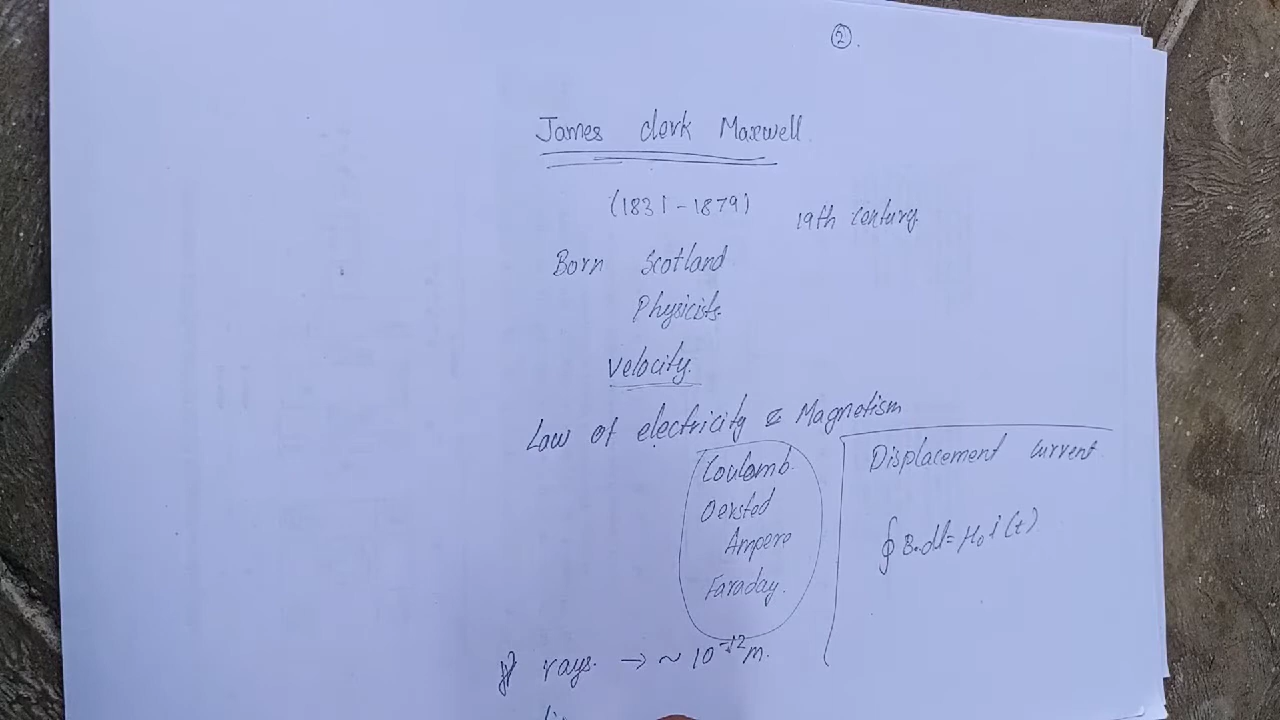 ②.
James clerk Maxwell.
(1831-1879) 19th century.
Born Scotland
Physicists.
Velocity.
Law of electricity & Magnetism
Coulomb.
Oersted
Ampere
Faraday.
Displacement current.
∮B.dl= μ₀ i(t)
rays. → ~ 10⁻¹²m.